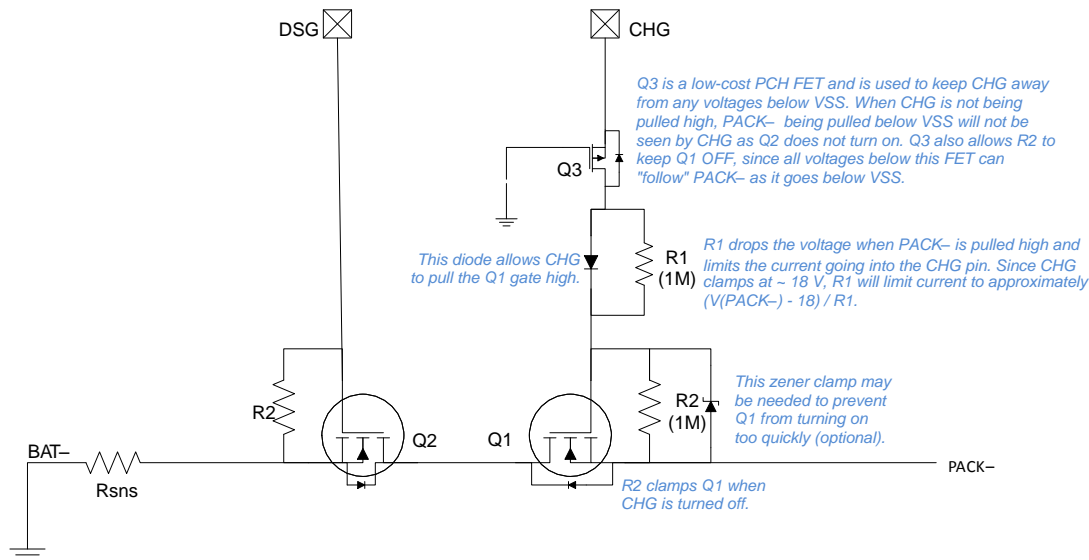 DSG
CHG
Q3 is a low-cost PCH FET and is used to keep CHG away
from any voltages below VSS. When CHG is not being
pulled high, PACK– being pulled below VSS will not be
seen by CHG as Q2 does not turn on. Q3 also allows R2 to
keep Q1 OFF, since all voltages below this FET can
"follow" PACK– as it goes below VSS.
Q3
This diode allows CHG
to pull the Q1 gate high.
R1
(1M)
R1 drops the voltage when PACK– is pulled high and
limits the current going into the CHG pin. Since CHG
clamps at ~ 18 V, R1 will limit current to approximately
(V(PACK–) - 18) / R1.
R2
Q2
Q1
R2
(1M)
This zener clamp may
be needed to prevent
Q1 from turning on
too quickly (optional).
BAT–
Rsns
PACK–
R2 clamps Q1 when
CHG is turned off.